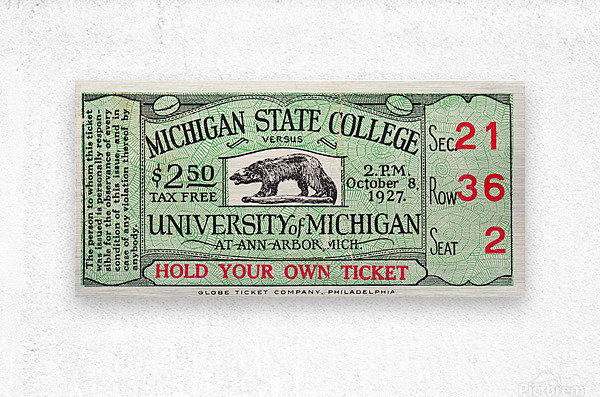 The person to whom this ticket
was issued is personally respon-
sible for the observance of every
condition of this issue, and in
case of any violation thereof by
anybody.
MICHIGAN STATE COLLEGE
VERSUS
$2.50
TAX FREE
2.P.M.
October 8,
1927.
UNIVERSITY of MICHIGAN
AT ANN-ARBOR, MICH.
HOLD YOUR OWN TICKET
SEC 21
ROW 36
SEAT 2
GLOBE TICKET COMPANY, PHILADELPHIA
Pictorem